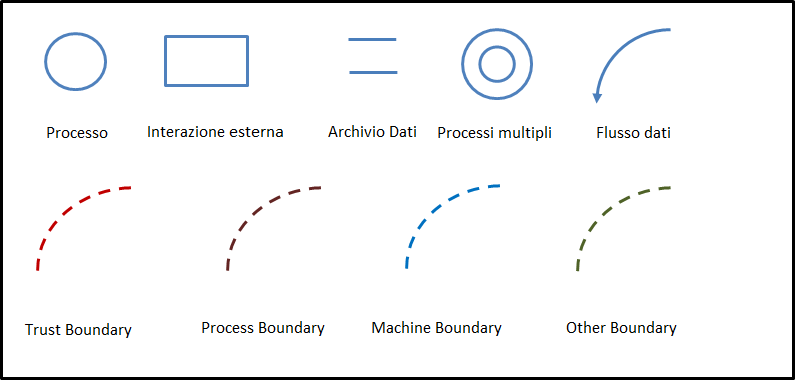 Processo
Interazione esterna
Archivio Dati
Processi multipli
Flusso dati
Trust Boundary
Process Boundary
Machine Boundary
Other Boundary